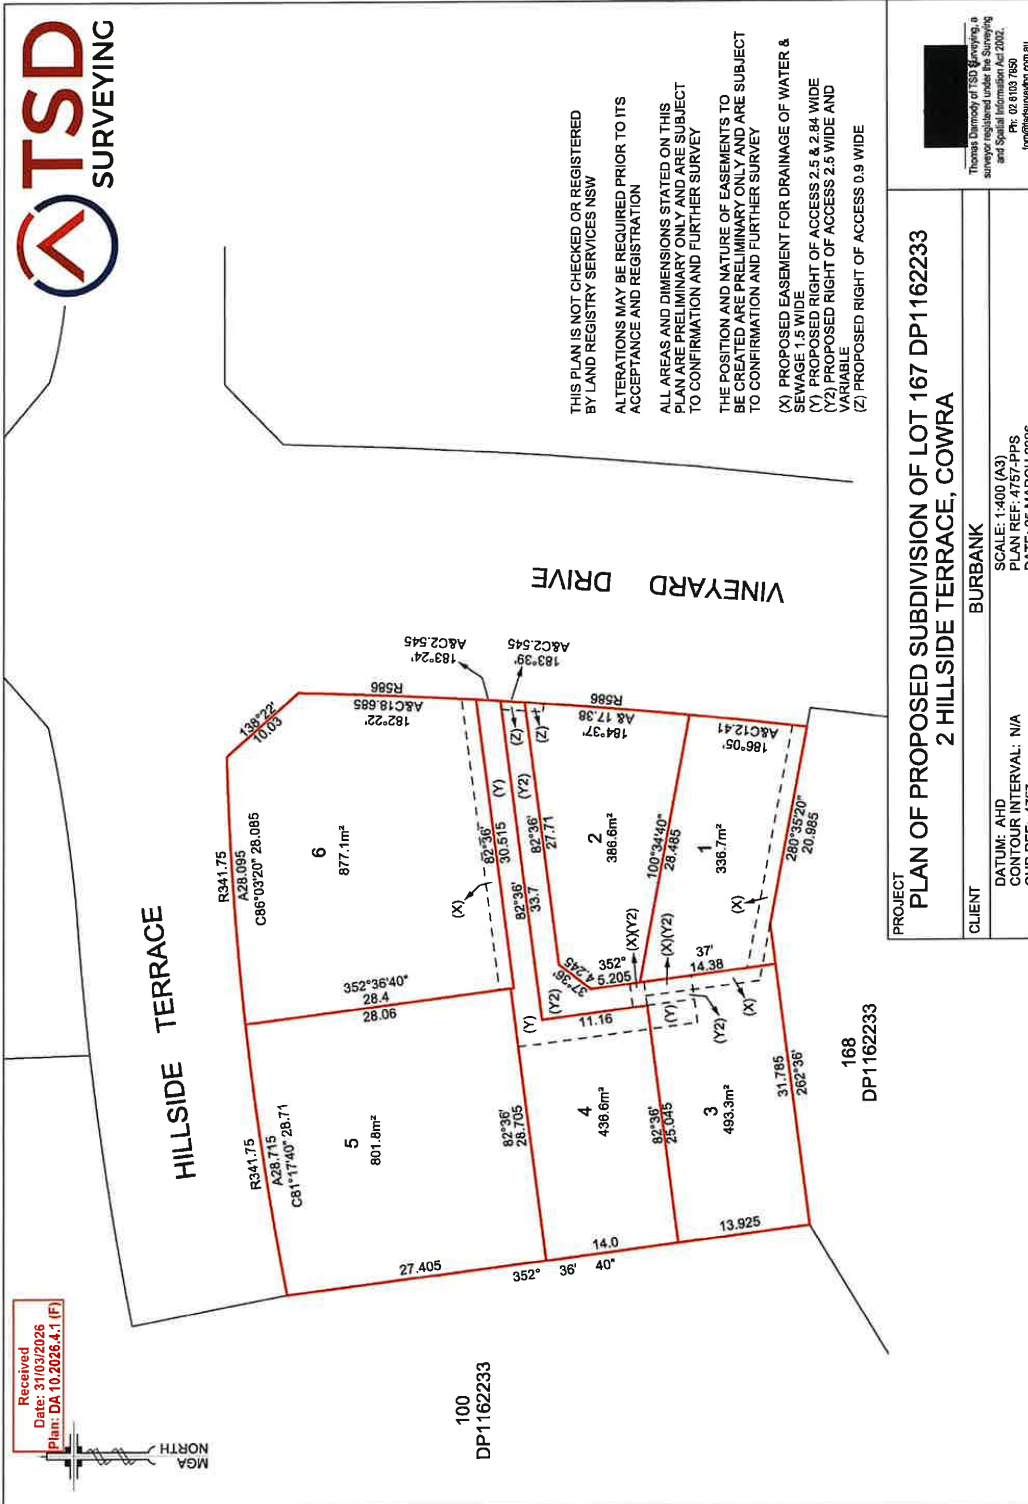 TSD
SURVEYING
Received
Date: 31/03/2026
Plan: DA 10.2026.4.1 (F)
MGA
NORTH
HILLSIDE TERRACE
VINEYARD DRIVE
100
DP1162233
168
DP1162233
R341.75
A28.715
C81°17'40" 28.71
R341.75
A28.095
C86°03'20" 28.085
138°22'
10.03
R586
182°22'
A&C18.685
183°24'
A&C2.545
183°39'
A&C2.545
R586
184°37'
A& 17.38
186°05'
A&C12.41
5
801.8m²
6
877.1m²
352°36'40"
28.4
28.06
(X)
82°36'
30.515
(Y)
(Z)
82°36'
33.7
(Y2)
(Z)
82°36'
27.71
2
386.6m²
100°34'40"
28.485
1
336.7m²
280°35'20"
20.985
(X)
37°36'
4.245
352°
5.205
(X)(Y2)
(X)(Y2)
37'
14.38
(Y)
(Y2)
11.16
(Y)
(Y2)
(X)
82°36'
28.705
4
436.6m²
82°36'
25.045
3
493.3m²
31.785
262°36'
27.405
352° 36' 40"
14.0
13.925
THIS PLAN IS NOT CHECKED OR REGISTERED
BY LAND REGISTRY SERVICES NSW
ALTERATIONS MAY BE REQUIRED PRIOR TO ITS
ACCEPTANCE AND REGISTRATION
ALL AREAS AND DIMENSIONS STATED ON THIS
PLAN ARE PRELIMINARY ONLY AND ARE SUBJECT
TO CONFIRMATION AND FURTHER SURVEY
THE POSITION AND NATURE OF EASEMENTS TO
BE CREATED ARE PRELIMINARY ONLY AND ARE SUBJECT
TO CONFIRMATION AND FURTHER SURVEY
(X) PROPOSED EASEMENT FOR DRAINAGE OF WATER &
SEWAGE 1.5 WIDE
(Y) PROPOSED RIGHT OF ACCESS 2.5 & 2.84 WIDE
(Y2) PROPOSED RIGHT OF ACCESS 2.5 WIDE AND
VARIABLE
(Z) PROPOSED RIGHT OF ACCESS 0.9 WIDE
PROJECT
PLAN OF PROPOSED SUBDIVISION OF LOT 167 DP1162233
2 HILLSIDE TERRACE, COWRA
CLIENT
BURBANK
DATUM: AHD
CONTOUR INTERVAL: N/A
SCALE: 1:400 (A3)
PLAN REF: 4757-PPS
Thomas Darmody of TSD Surveying, a
surveyor registered under the Surveying
and Spatial Information Act 2002.
Ph: 02 6103 7850